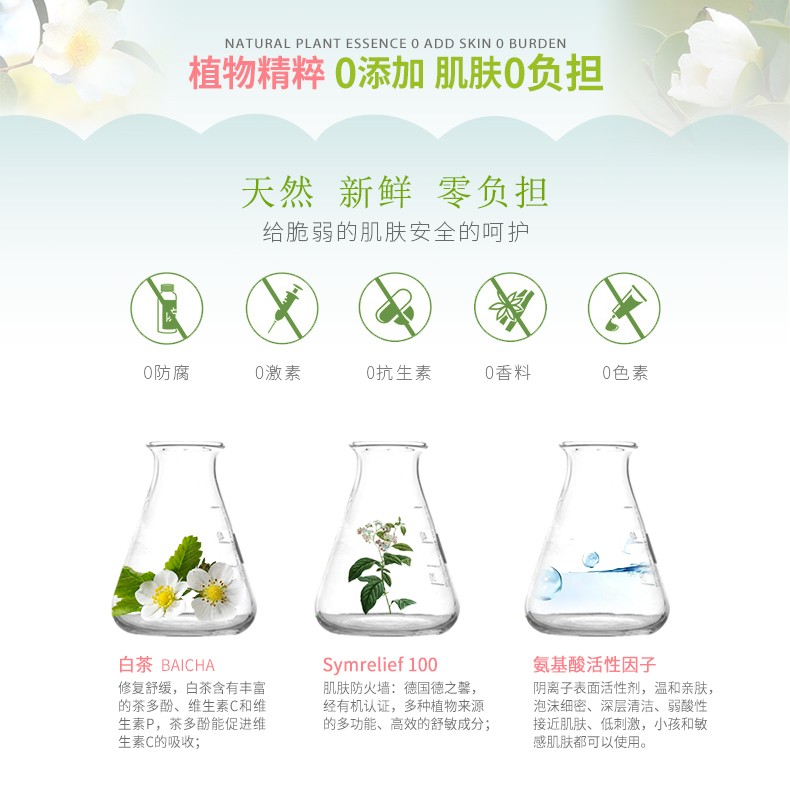 NATURAL PLANT ESSENCE 0 ADD SKIN 0 BURDEN
植物精粹 0添加 肌肤0负担
天然 新鲜 零负担
给脆弱的肌肤安全的呵护
0防腐 0激素 0抗生素 0香料 0色素
白茶 BAICHA
修复舒缓，白茶含有丰富
的茶多酚、维生素C和维
生素P，茶多酚能促进维
生素C的吸收；
Symrelief 100
肌肤防火墙：德国德之馨，
经有机认证，多种植物来源
的多功能、高效的舒敏成分；
氨基酸活性因子
阴离子表面活性剂，温和亲肤，
泡沫细密、深层清洁、弱酸性
接近肌肤、低刺激，小孩和敏
感肌肤都可以使用。